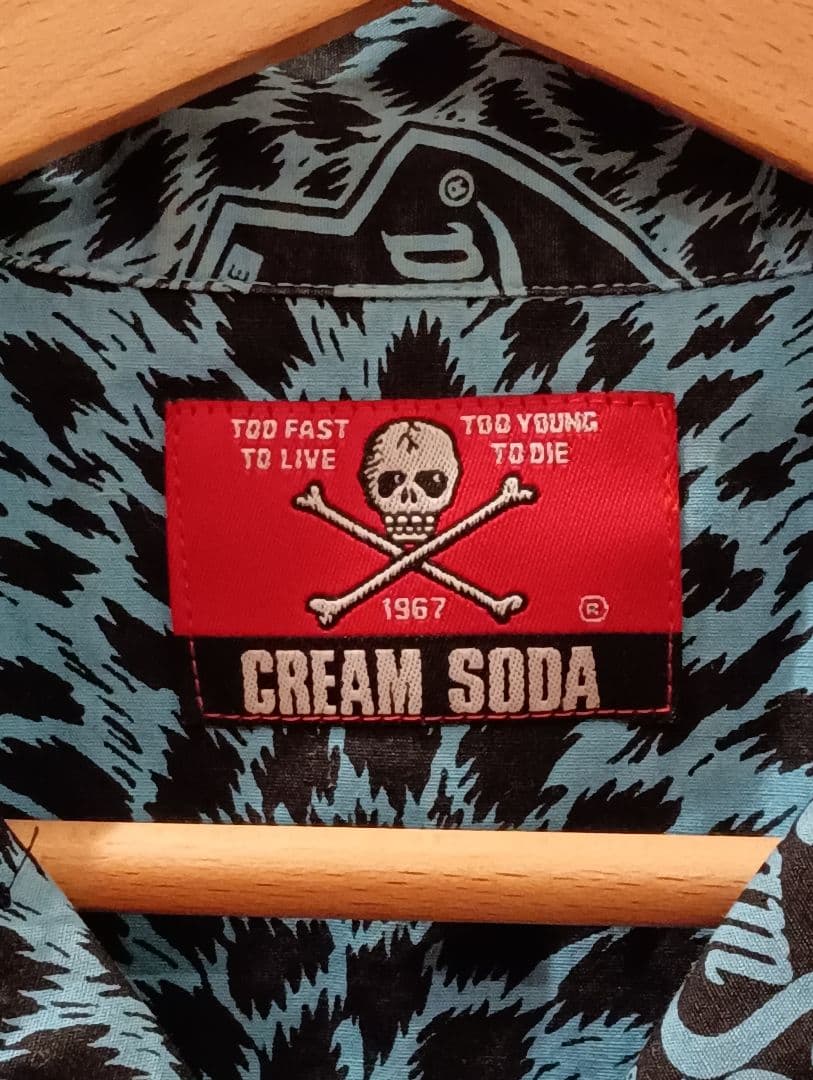 ®
TOO FAST
TO LIVE
TOO YOUNG
TO DIE
1967
®
CREAM SODA